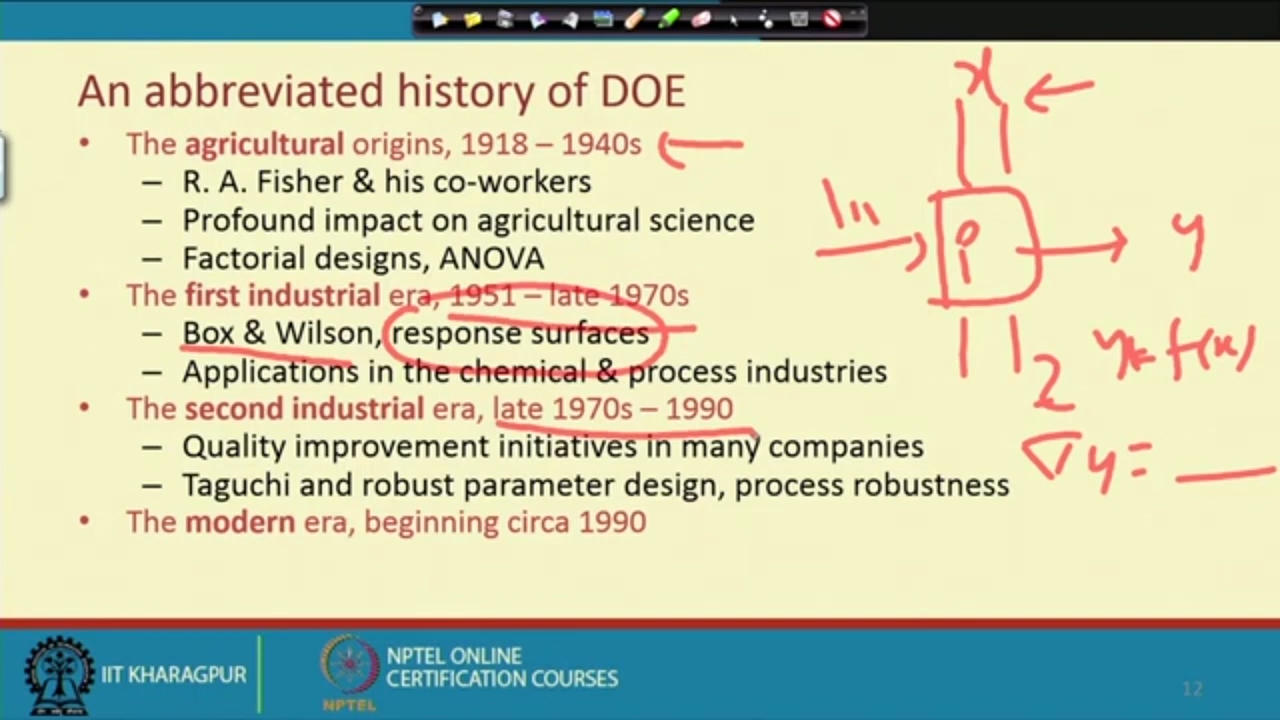 An abbreviated history of DOE
• The agricultural origins, 1918 – 1940s
– R. A. Fisher & his co-workers
– Profound impact on agricultural science
– Factorial designs, ANOVA
• The first industrial era, 1951 – late 1970s
– Box & Wilson, response surfaces
– Applications in the chemical & process industries
• The second industrial era, late 1970s – 1990
– Quality improvement initiatives in many companies
– Taguchi and robust parameter design, process robustness
• The modern era, beginning circa 1990
x
In
y
f(x)
z
∇y = __
IIT KHARAGPUR
NPTEL
NPTEL ONLINE
CERTIFICATION COURSES
12